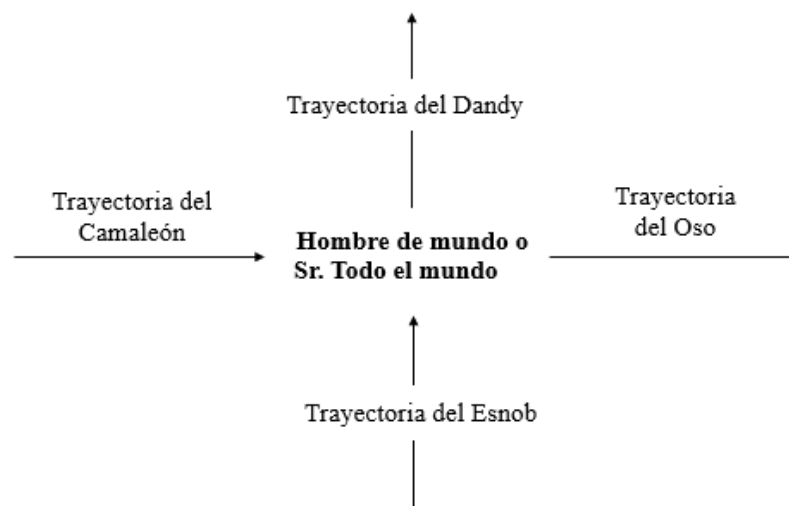 Trayectoria del Dandy
Trayectoria del
Camaleón
Hombre de mundo o
Sr. Todo el mundo
Trayectoria
del Oso
Trayectoria del Esnob